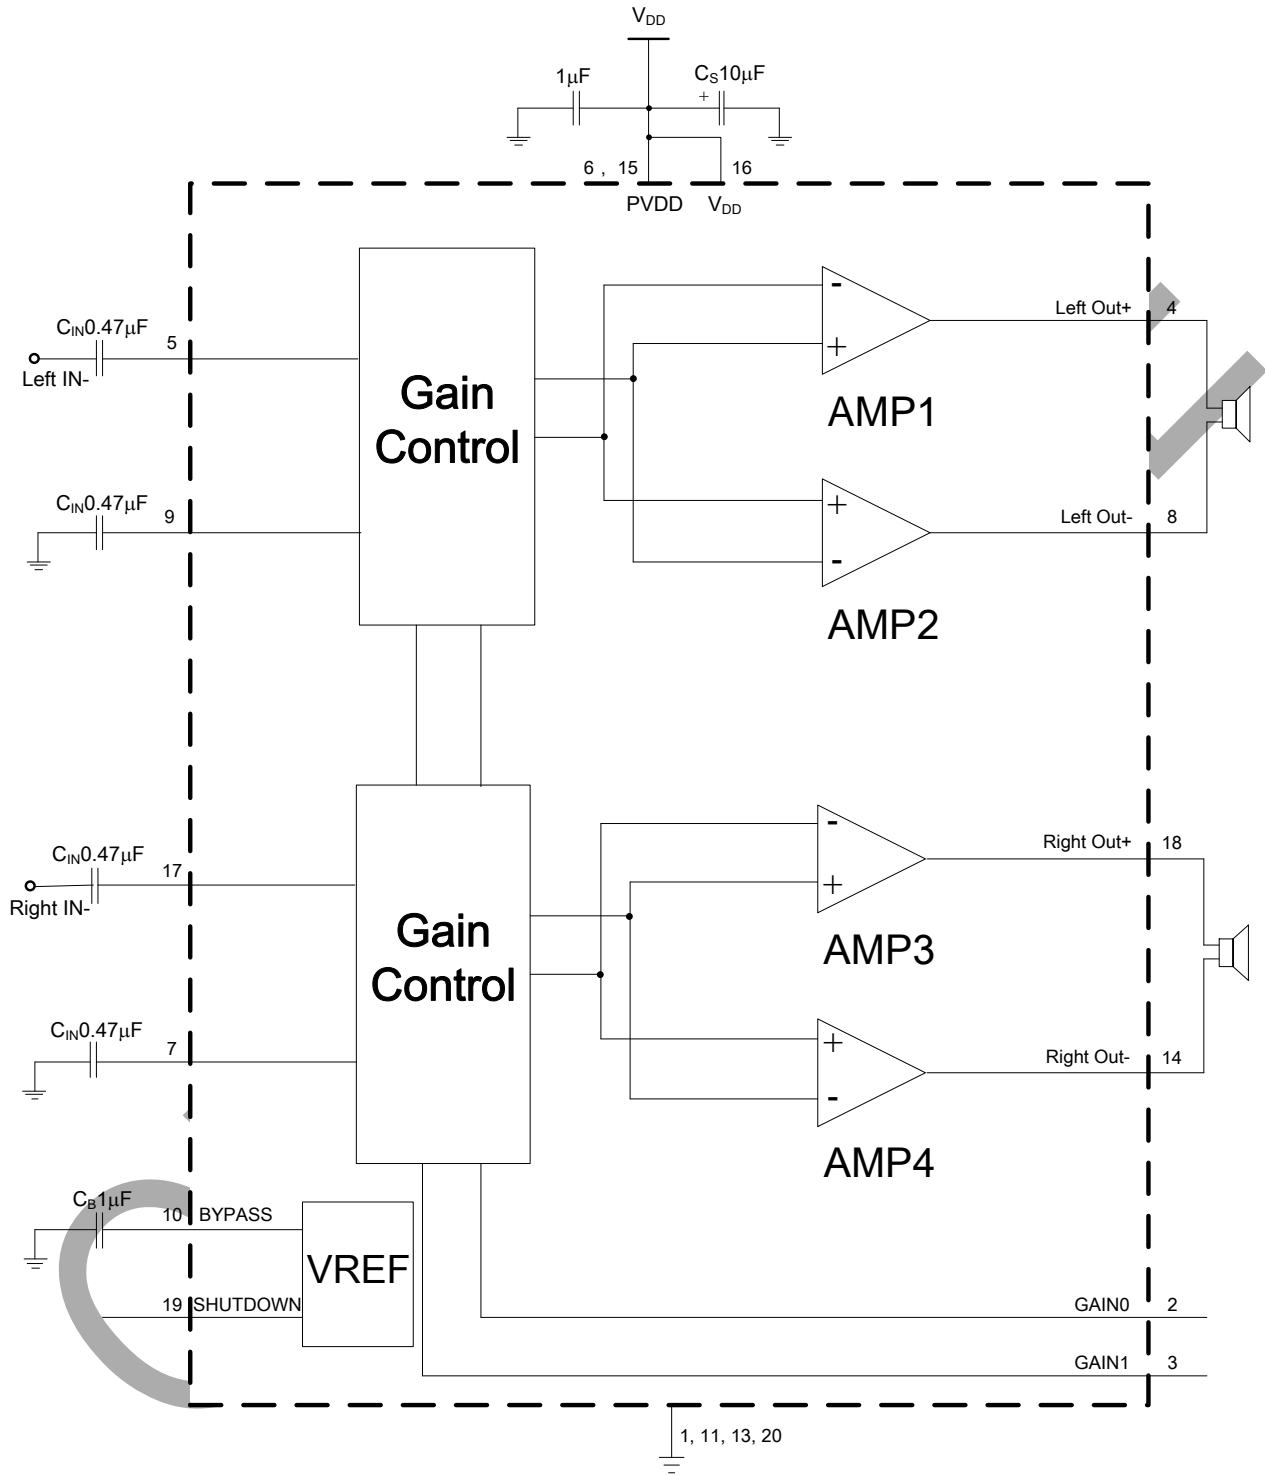 VDD
1μF
CS10μF
+
6 , 15
16
PVDD
VDD
CIN0.47μF
5
Left IN-
Gain
Control
-
+
AMP1
Left Out+
4
CIN0.47μF
9
+
-
AMP2
Left Out-
8
CIN0.47μF
17
Right IN-
Gain
Control
-
+
AMP3
Right Out+
18
CIN0.47μF
7
+
-
AMP4
Right Out-
14
CB1μF
10
BYPASS
VREF
19
SHUTDOWN
GAIN0
2
GAIN1
3
1, 11, 13, 20